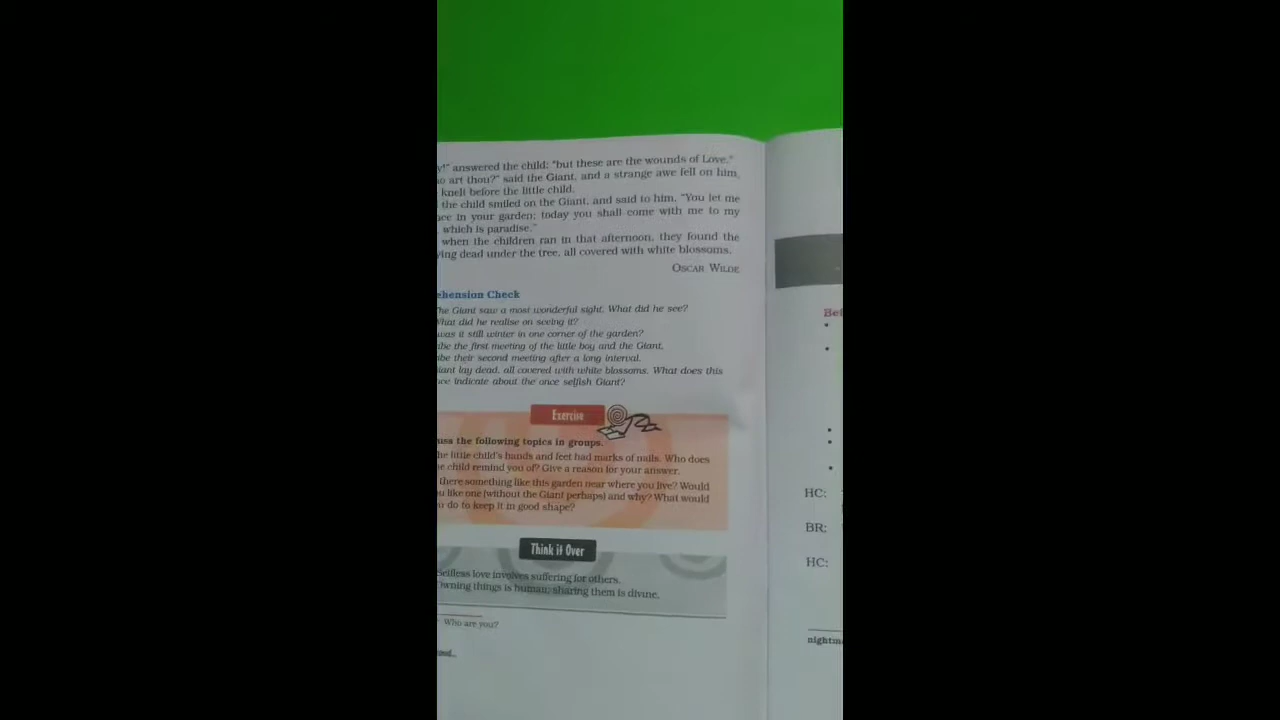 y!" answered the child; "but these are the wounds of Love."
o art thou?" said the Giant, and a strange awe fell on him,
knelt before the little child.
the child smiled on the Giant, and said to him, "You let me
in your garden; today you shall come with me to my
which is paradise."
when the children ran in that afternoon, they found the
ying dead under the tree, all covered with white blossoms.
OSCAR WILDE
ehension Check
The Giant saw a most wonderful sight. What did he see?
What did he realise on seeing it?
was it still winter in one corner of the garden?
ibe the first meeting of the little boy and the Giant.
ibe their second meeting after a long interval.
iant lay dead, all covered with white blossoms. What does this
ce indicate about the once selfish Giant?
Exercise
uss the following topics in groups.
he little child's hands and feet had marks of nails. Who does
e child remind you of? Give a reason for your answer.
there something like this garden near where you live? Would
u like one (without the Giant perhaps) and why? What would
u do to keep it in good shape?
Think it Over
Selfless love involves suffering for others.
Owning things is human; sharing them is divine.
* Who are you?
Bef
HC:
BR:
HC:
nightm